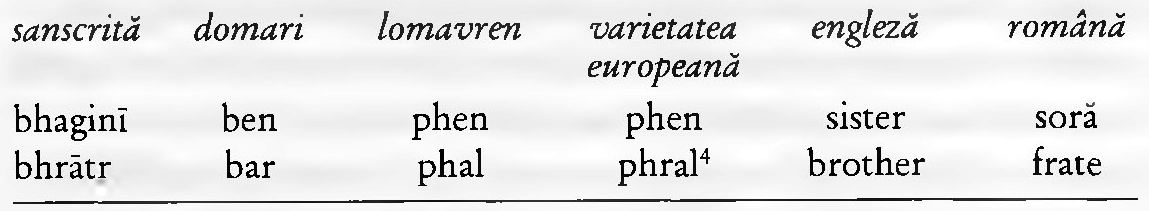 sanscrită domari lomavren varietatea engleză română
europeană
bhaginī ben phen phen sister soră
bhrātr bar phal phral⁴ brother frate